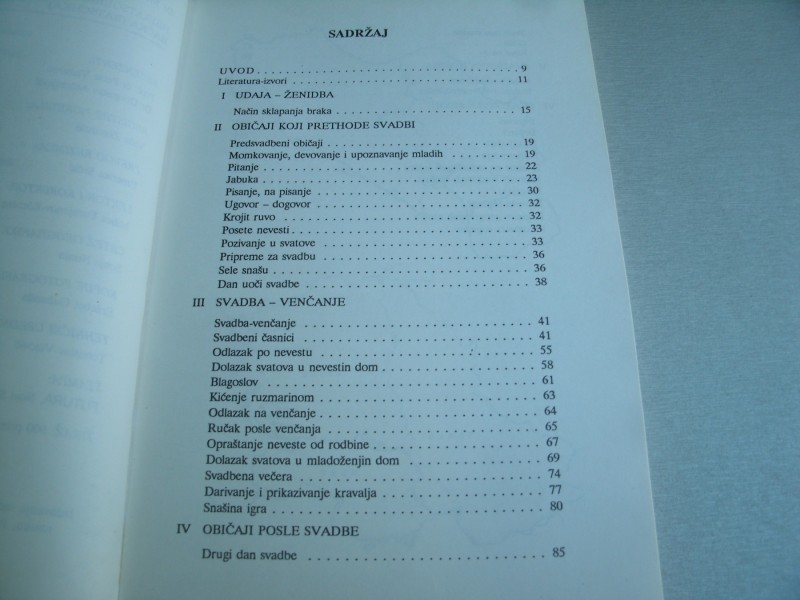 SADRŽAJ
UVOD . . . . . . . . . . . . . . . . . . . . . . . . . . . . 9
Literatura-izvori . . . . . . . . . . . . . . . . . . . . . . . . 11
I UDAJA – ŽENIDBA
Način sklapanja braka . . . . . . . . . . . . . . . . . . . . 15
II OBIČAJI KOJI PRETHODE SVADBI
Predsvadbeni običaji . . . . . . . . . . . . . . . . . . . . 19
Momkovanje, devovanje i upoznavanje mladih . . . . . . . . 19
Pitanje . . . . . . . . . . . . . . . . . . . . . . . . . . 22
Jabuka . . . . . . . . . . . . . . . . . . . . . . . . . . 23
Pisanje, na pisanje . . . . . . . . . . . . . . . . . . . . 30
Ugovor – dogovor . . . . . . . . . . . . . . . . . . . . 32
Krojit ruvo . . . . . . . . . . . . . . . . . . . . . . . . 32
Posete nevesti . . . . . . . . . . . . . . . . . . . . . . 33
Pozivanje u svatove . . . . . . . . . . . . . . . . . . . . 33
Pripreme za svadbu . . . . . . . . . . . . . . . . . . . . 36
Sele snašu . . . . . . . . . . . . . . . . . . . . . . . . 36
Dan uoči svadbe . . . . . . . . . . . . . . . . . . . . . 38
III SVADBA – VENČANJE
Svadba-venčanje . . . . . . . . . . . . . . . . . . . . . 41
Svadbeni časnici . . . . . . . . . . . . . . . . . . . . . 41
Odlazak po nevestu . . . . . . . . . . . . . . . . . . . . 55
Dolazak svatova u nevestin dom . . . . . . . . . . . . . . 58
Blagoslov . . . . . . . . . . . . . . . . . . . . . . . . . 61
Kićenje ruzmarinom . . . . . . . . . . . . . . . . . . . . 63
Odlazak na venčanje . . . . . . . . . . . . . . . . . . . . 64
Ručak posle venčanja . . . . . . . . . . . . . . . . . . . 65
Opraštanje neveste od rodbine . . . . . . . . . . . . . . . 67
Dolazak svatova u mladoženjin dom . . . . . . . . . . . . 69
Svadbena večera . . . . . . . . . . . . . . . . . . . . . . 74
Darivanje i prikazivanje kravalja . . . . . . . . . . . . . . 77
Snašina igra . . . . . . . . . . . . . . . . . . . . . . . . 80
IV OBIČAJI POSLE SVADBE
Drugi dan svadbe . . . . . . . . . . . . . . . . . . . . . 85